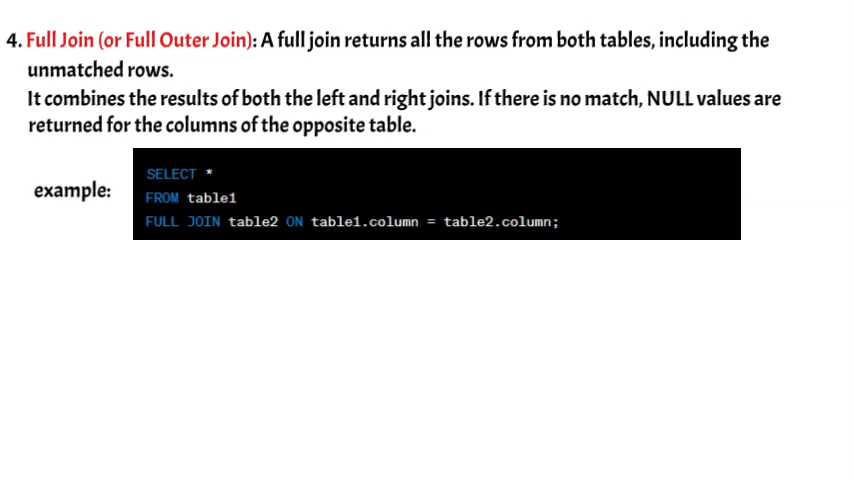 4. Full Join (or Full Outer Join): A full join returns all the rows from both tables, including the
unmatched rows.
It combines the results of both the left and right joins. If there is no match, NULL values are
returned for the columns of the opposite table.
example:
SELECT *
FROM table1
FULL JOIN table2 ON table1.column = table2.column;